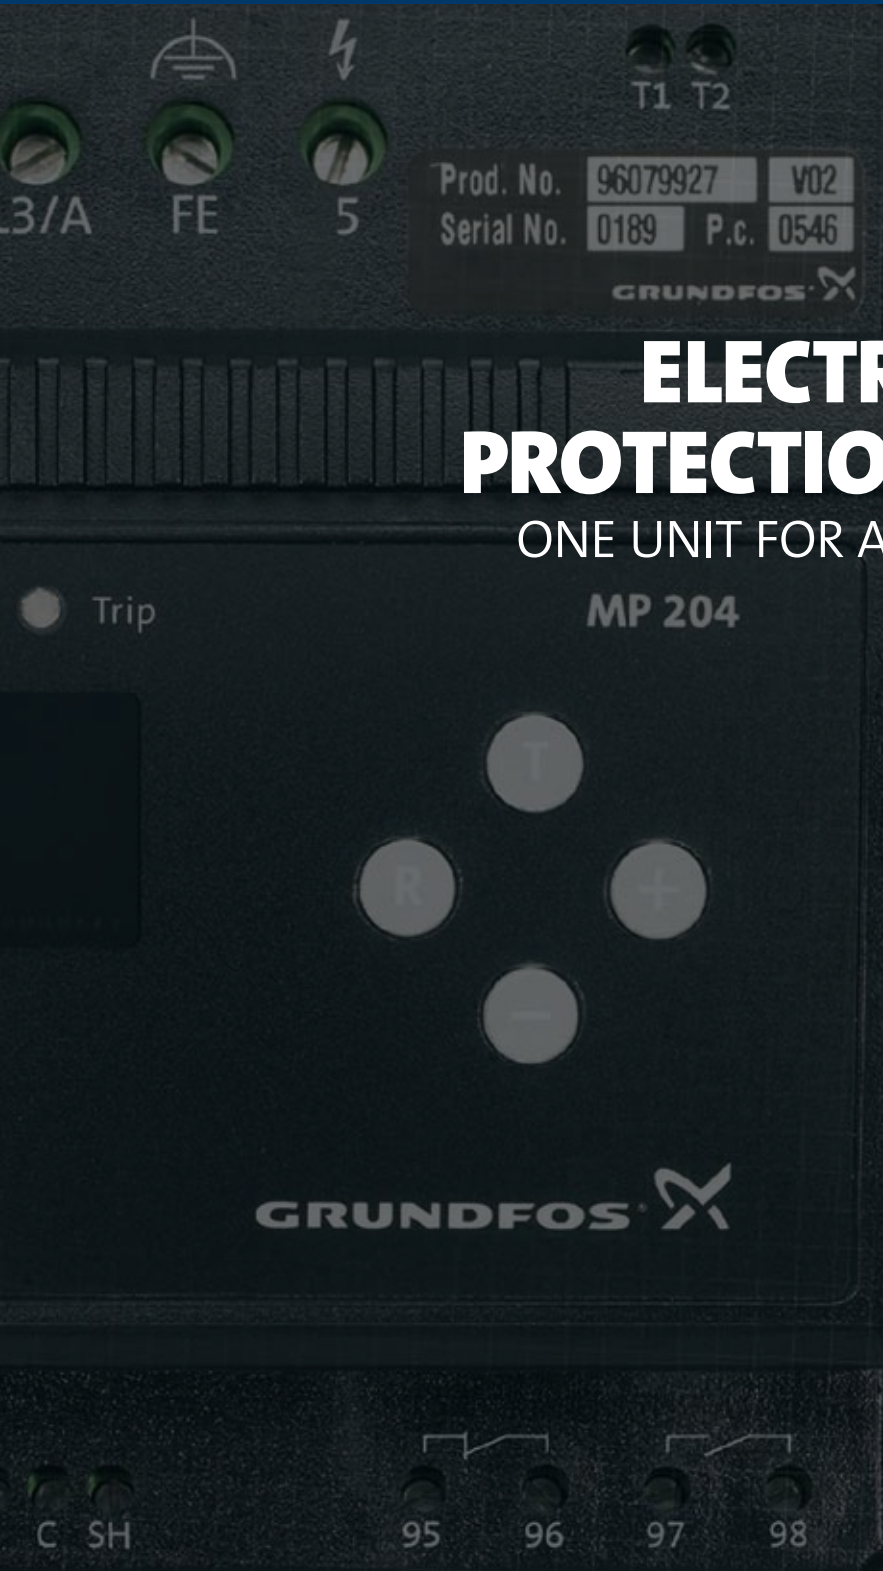 T1 T2
L3/A FE 5
Prod. No. 96079927 V02
Serial No. 0189 P.c. 0546
GRUNDFOS
ELECTR
PROTECTIO
ONE UNIT FOR A
Trip MP 204
T
R +
−
GRUNDFOS
C SH 95 96 97 98